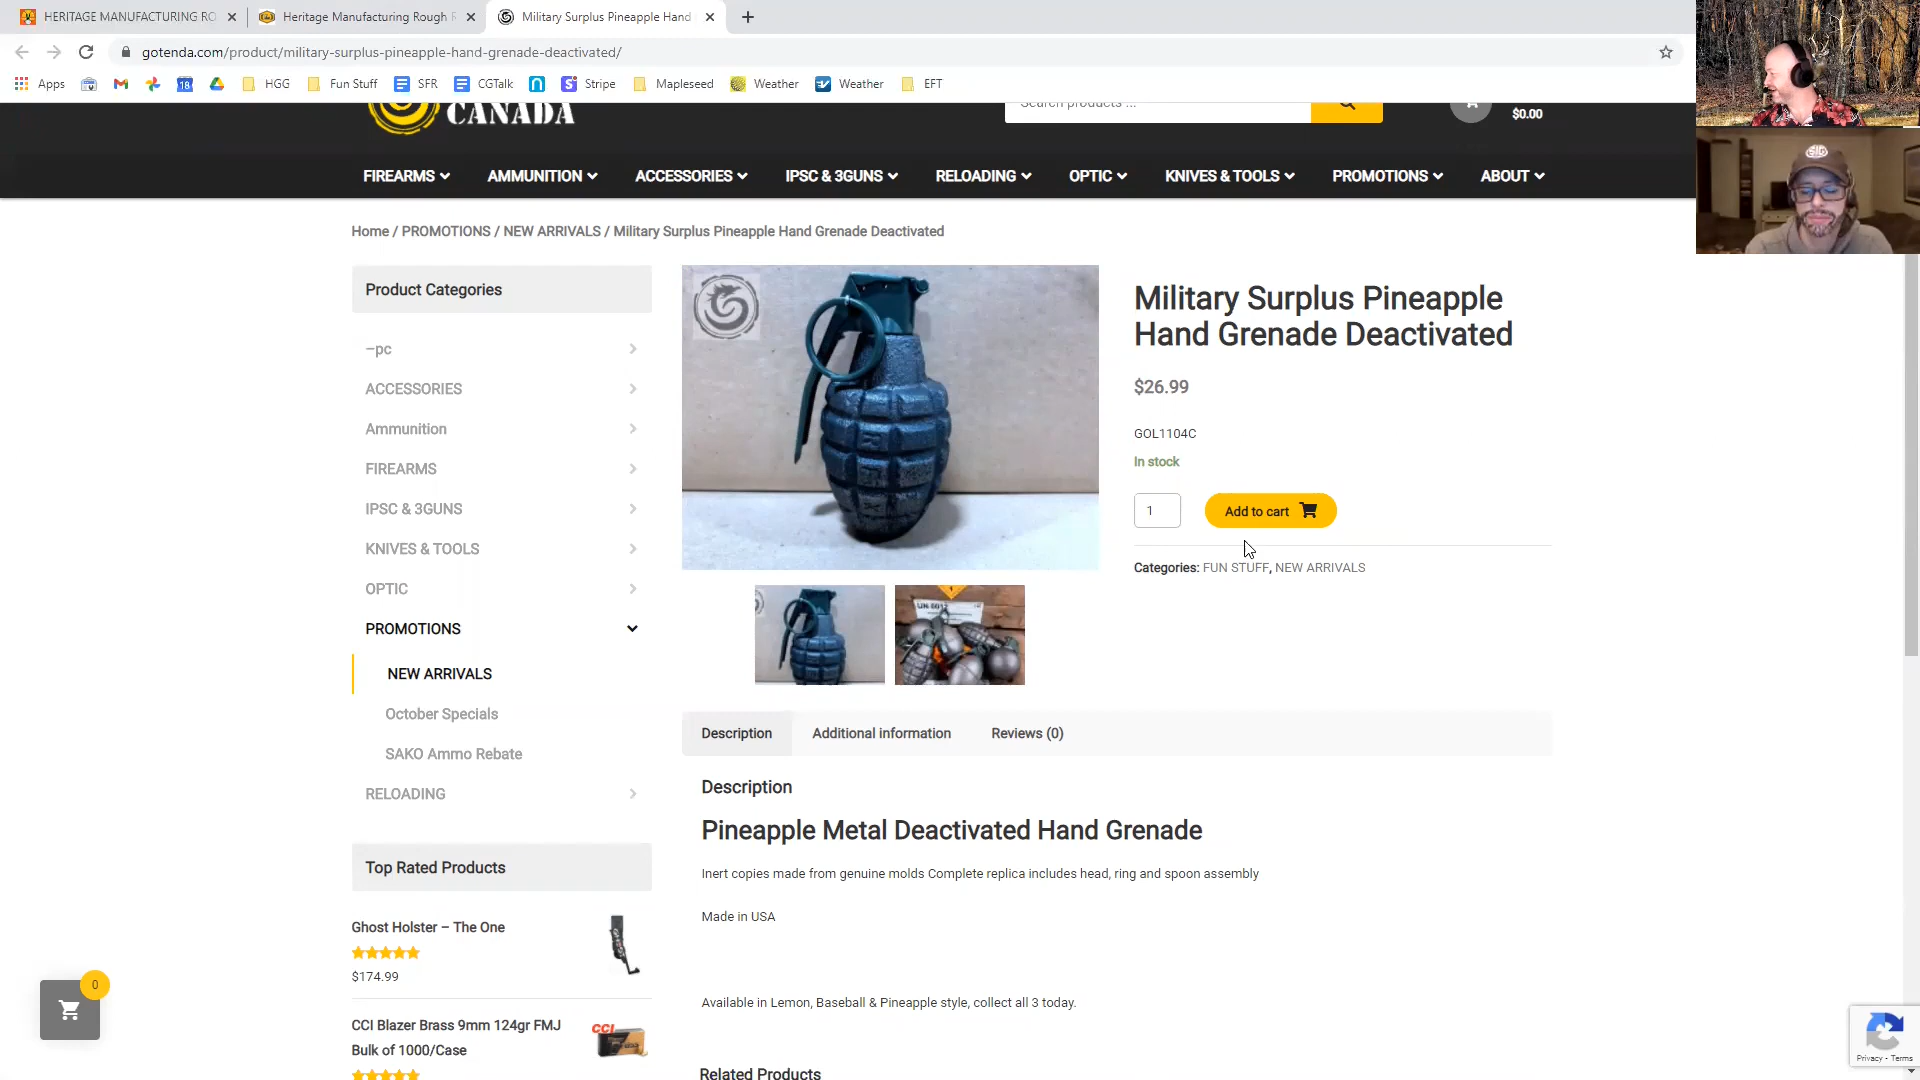 HERITAGE MANUFACTURING RO
Heritage Manufacturing Rough R
Military Surplus Pineapple Hand
gotenda.com/product/military-surplus-pineapple-hand-grenade-deactivated/
Apps
18
HGG
Fun Stuff
SFR
CGTalk
Stripe
Mapleseed
Weather
Weather
EFT
CANADA
Search products ...
$0.00
SIG
FIREARMS
AMMUNITION
ACCESSORIES
IPSC & 3GUNS
RELOADING
OPTIC
KNIVES & TOOLS
PROMOTIONS
ABOUT
Home / PROMOTIONS / NEW ARRIVALS / Military Surplus Pineapple Hand Grenade Deactivated
Product Categories
–pc
ACCESSORIES
Ammunition
FIREARMS
IPSC & 3GUNS
KNIVES & TOOLS
OPTIC
PROMOTIONS
NEW ARRIVALS
October Specials
SAKO Ammo Rebate
RELOADING
Top Rated Products
Ghost Holster – The One
$174.99
CCI Blazer Brass 9mm 124gr FMJ
Bulk of 1000/Case
CCI
0
Military Surplus Pineapple
Hand Grenade Deactivated
$26.99
GOL1104C
In stock
1
Add to cart
Categories: FUN STUFF, NEW ARRIVALS
Description
Additional information
Reviews (0)
Description
Pineapple Metal Deactivated Hand Grenade
Inert copies made from genuine molds Complete replica includes head, ring and spoon assembly
Made in USA
Available in Lemon, Baseball & Pineapple style, collect all 3 today.
Related Products
Privacy - Terms